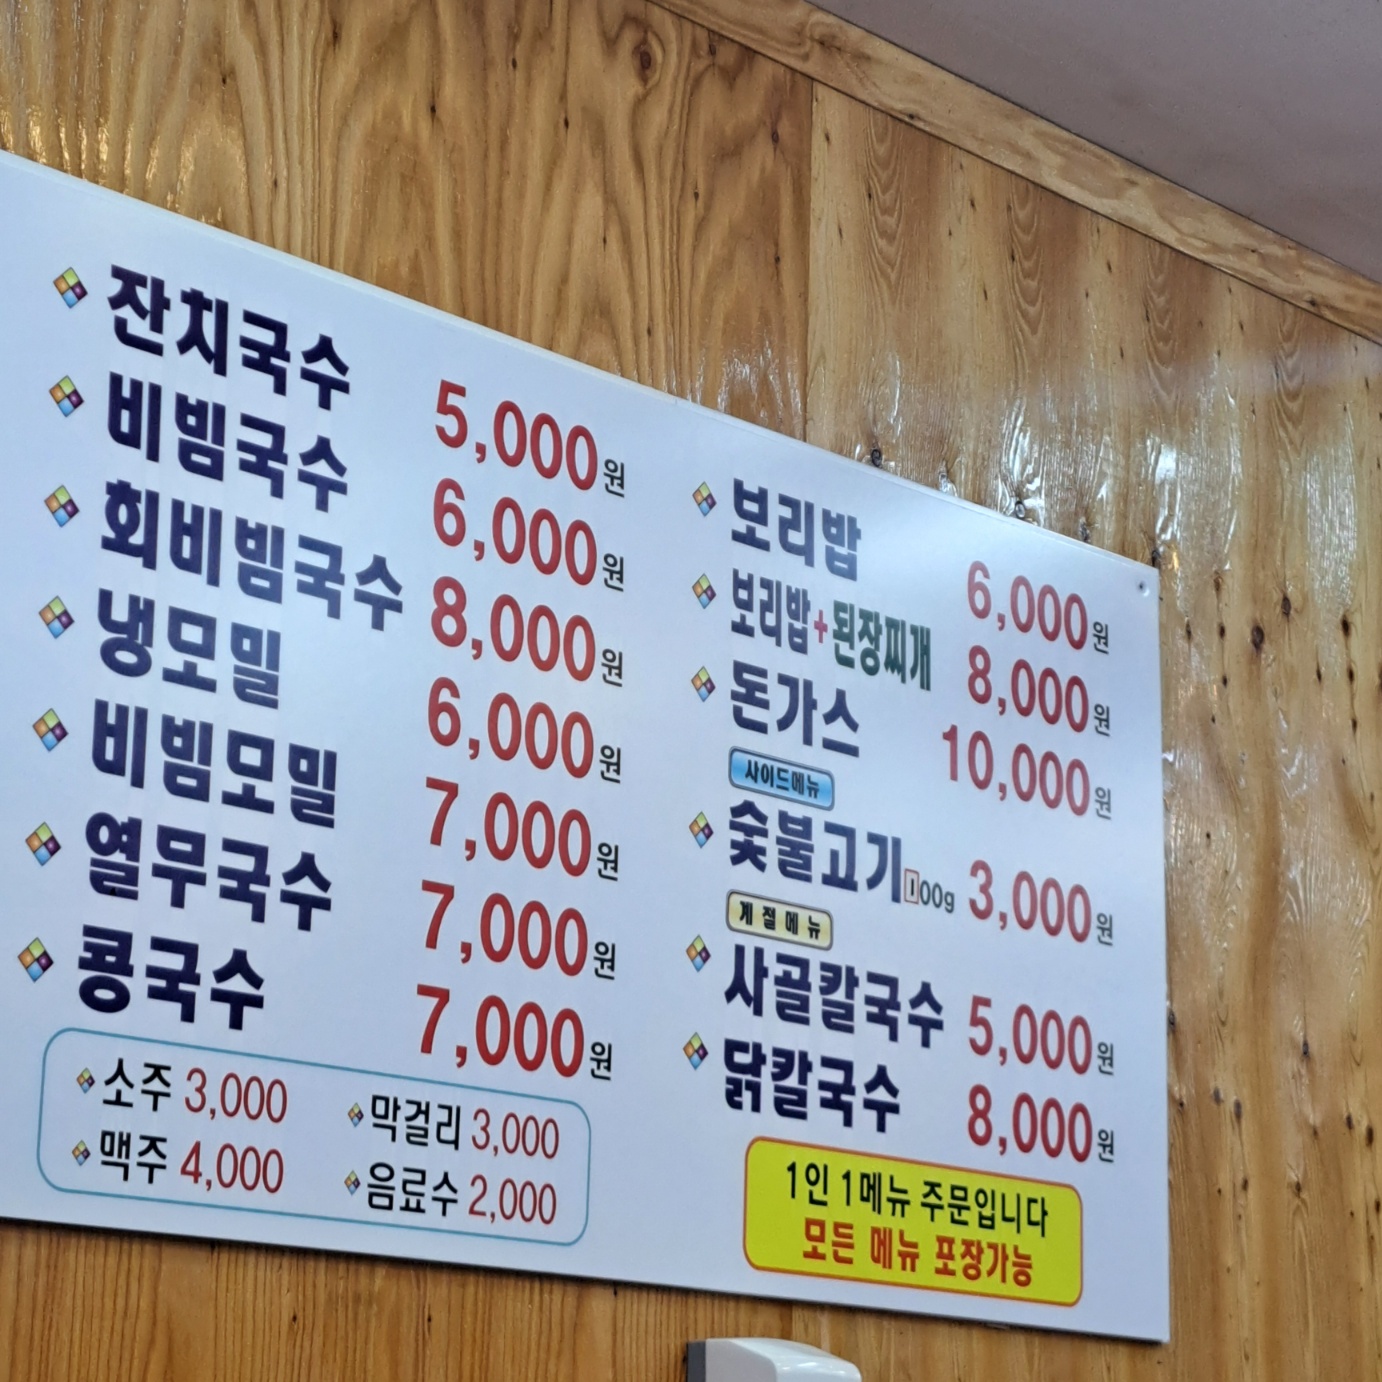 잔치국수 5,000원
비빔국수 6,000원
회비빔국수 8,000원
냉모밀 6,000원
비빔모밀 7,000원
열무국수 7,000원
콩국수 7,000원
소주 3,000 막걸리 3,000
맥주 4,000 음료수 2,000
보리밥 6,000원
보리밥+된장찌개 8,000원
돈가스 10,000원
사이드메뉴
숯불고기100g 3,000원
계절메뉴
사골칼국수 5,000원
닭칼국수 8,000원
1인 1메뉴 주문입니다
모든 메뉴 포장가능